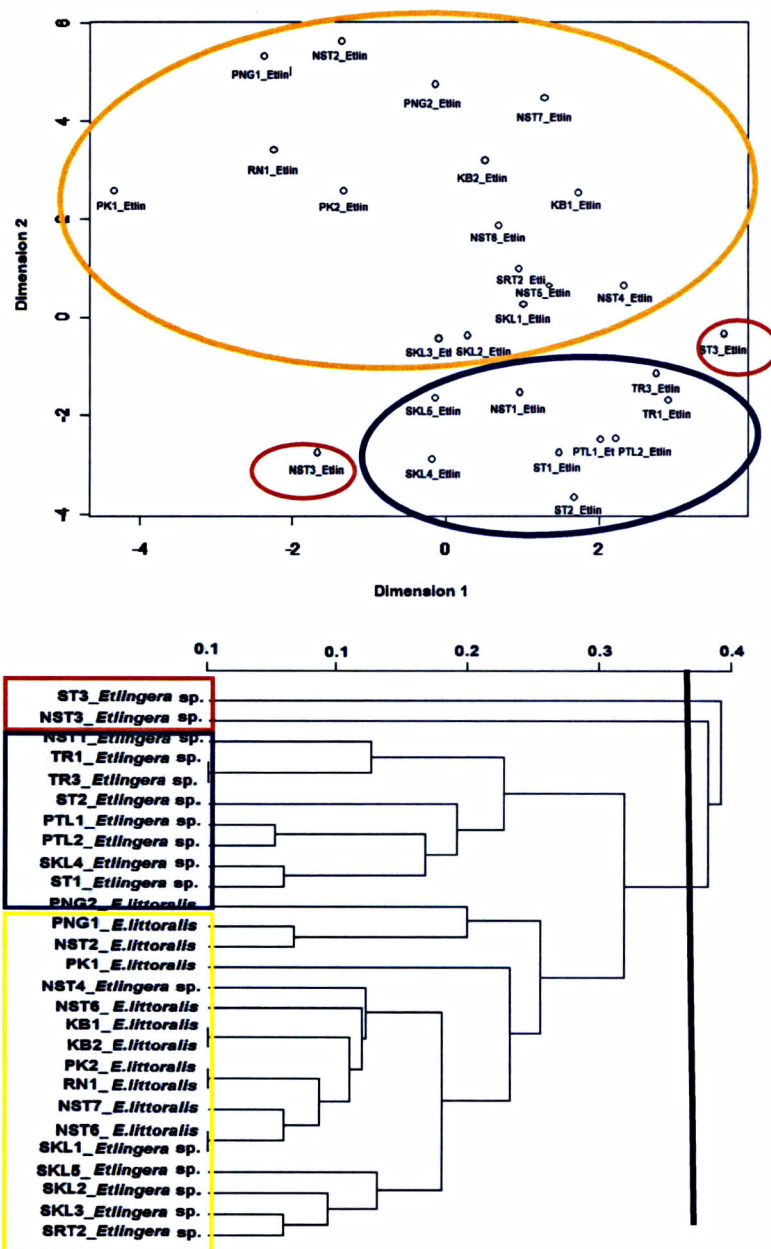 6
PNG1_Etlin
NST2_Etlin
PNG2_Etlin
NST7_Etlin
4
RN1_Etlin
KB2_Etlin
PK1_Etlin
PK2_Etlin
KB1_Etlin
NST6_Etlin
Dimension 2
SRT2_Etli
NST5_Etlin
NST4_Etlin
SKL1_Etlin
0
SKL3_Etl
SKL2_Etlin
ST3_Etlin
TR3_Etlin
SKL5_Etlin
NST1_Etlin
TR1_Etlin
-2
PTL1_Et
PTL2_Etlin
NST3_Etlin
SKL4_Etlin
ST1_Etlin
ST2_Etlin
-4
-4 -2 0 2
Dimension 1
0.1 0.1 0.2 0.3 0.4
ST3_Etlingera sp.
NST3_Etlingera sp.
NST1_Etlingera sp.
TR1_Etlingera sp.
TR3_Etlingera sp.
ST2_Etlingera sp.
PTL1_Etlingera sp.
PTL2_Etlingera sp.
SKL4_Etlingera sp.
ST1_Etlingera sp.
PNG2_E.littoralis
PNG1_E.littoralis
NST2_E.littoralis
PK1_E.littoralis
NST4_Etlingera sp.
NST6_E.littoralis
KB1_E.littoralis
KB2_E.littoralis
PK2_E.littoralis
RN1_E.littoralis
NST7_E.littoralis
NST6_E.littoralis
SKL1_Etlingera sp.
SKL5_Etlingera sp.
SKL2_Etlingera sp.
SKL3_Etlingera sp.
SRT2_Etlingera sp.